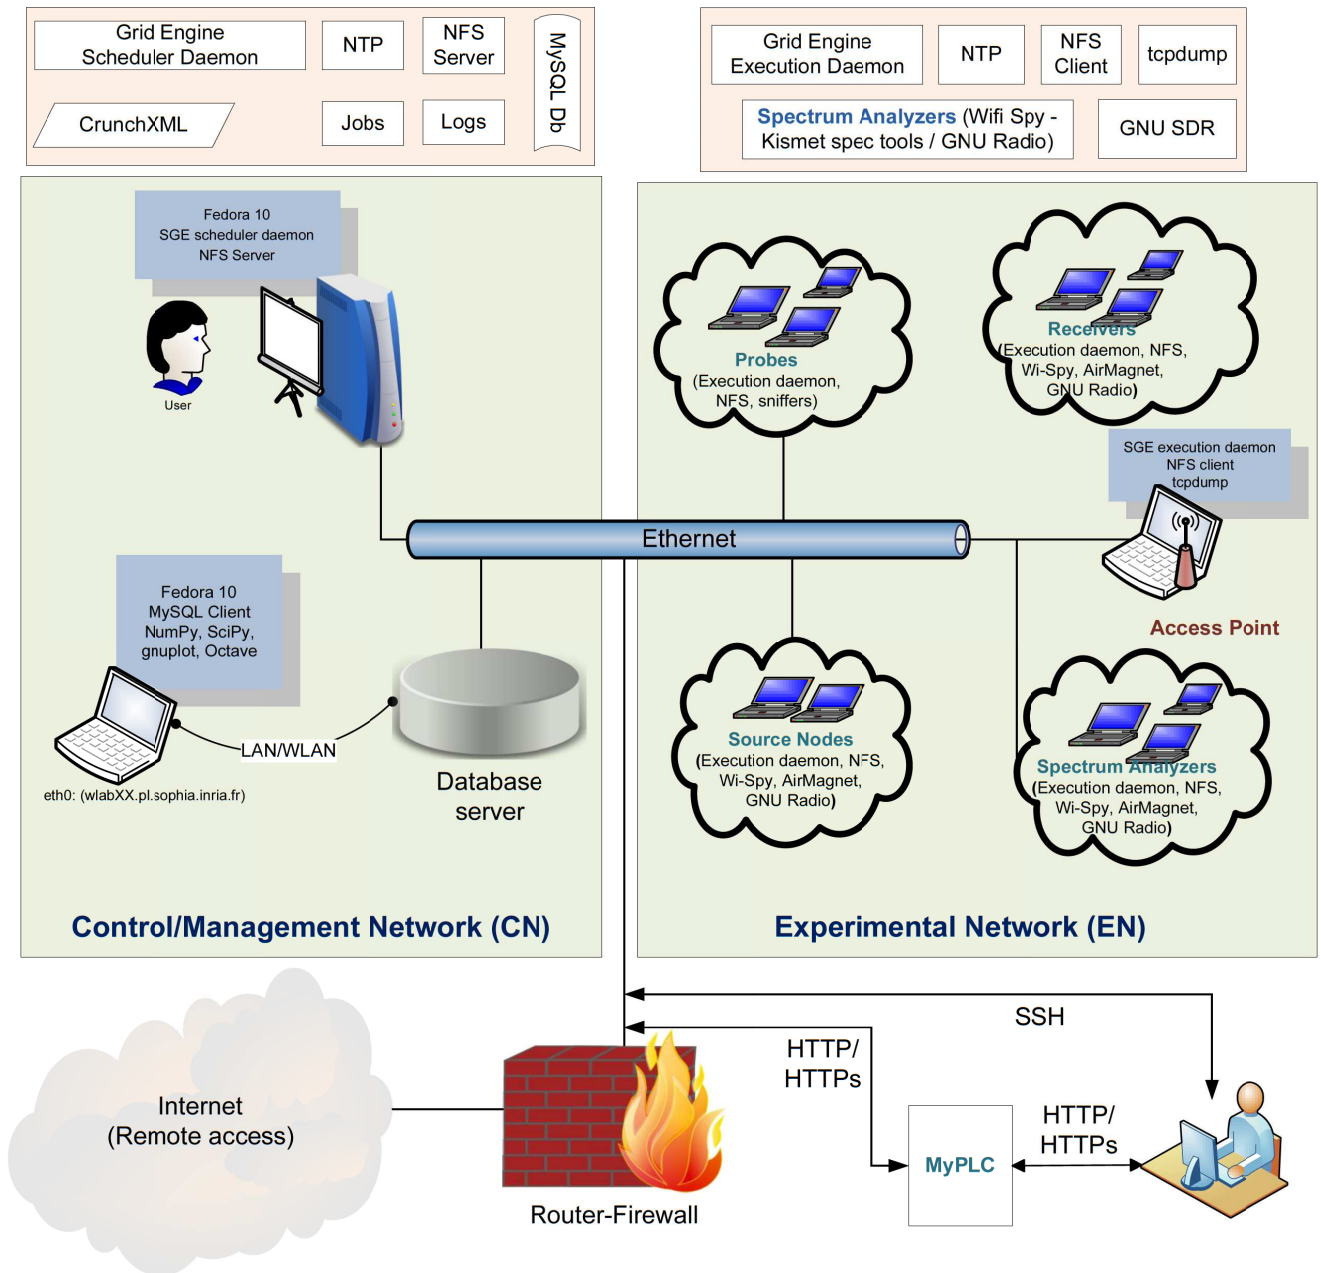 Grid Engine
Scheduler Daemon
NTP
NFS
Server
MySQL Db
CrunchXML
Jobs
Logs
Grid Engine
Execution Daemon
NTP
NFS
Client
tcpdump
Spectrum Analyzers (Wifi Spy -
Kismet spec tools / GNU Radio)
GNU SDR
Fedora 10
SGE scheduler daemon
NFS Server
User
Probes
(Execution daemon,
NFS, sniffers)
Receivers
(Execution daemon, NFS,
Wi-Spy, AirMagnet,
GNU Radio)
SGE execution daemon
NFS client
tcpdump
Ethernet
Access Point
Fedora 10
MySQL Client
NumPy, SciPy,
gnuplot, Octave
LAN/WLAN
eth0: (wlabXX.pl.sophia.inria.fr)
Database
server
Source Nodes
(Execution daemon, NFS,
Wi-Spy, AirMagnet,
GNU Radio)
Spectrum Analyzers
(Execution daemon, NFS,
Wi-Spy, AirMagnet,
GNU Radio)
Control/Management Network (CN)
Experimental Network (EN)
SSH
HTTP/
HTTPs
Internet
(Remote access)
MyPLC
HTTP/
HTTPs
Router-Firewall